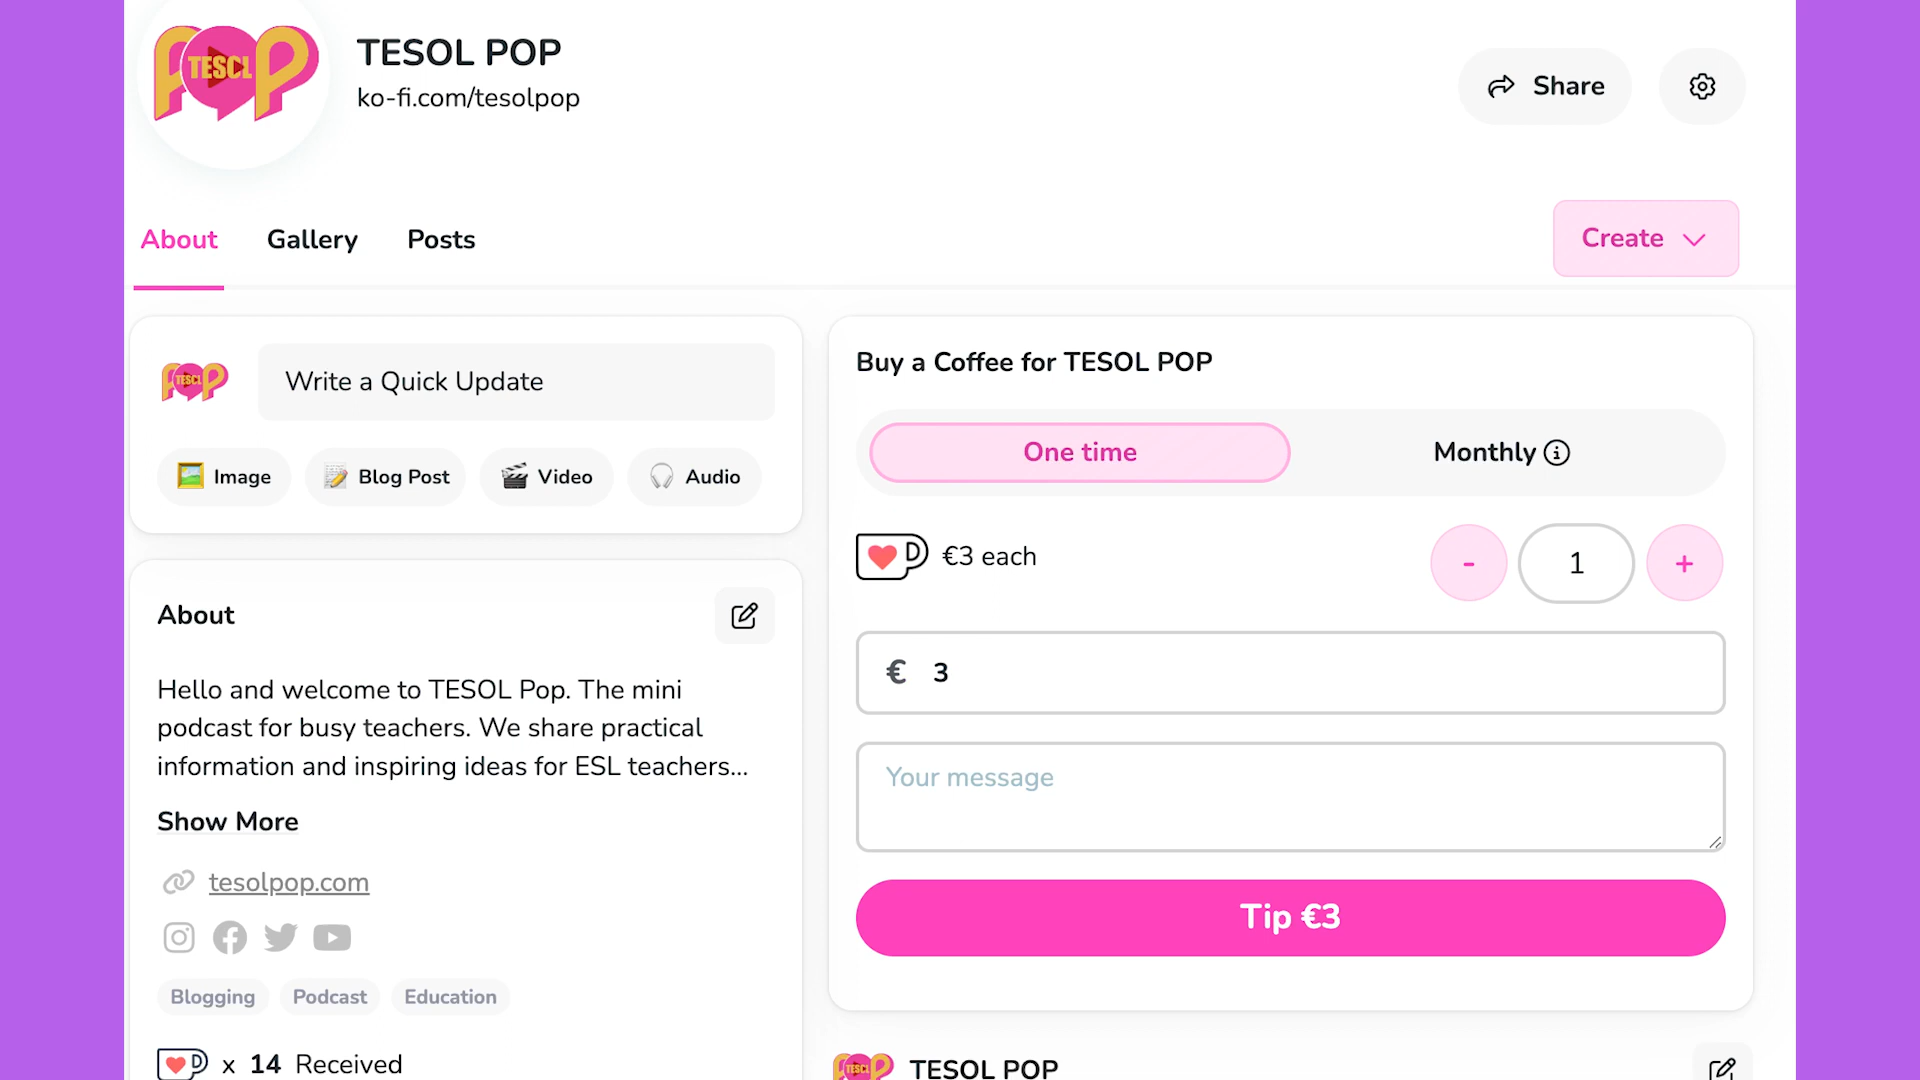 TESCL
TESOL POP
ko-fi.com/tesolpop
Share
About
Gallery
Posts
Create
TESCL
Write a Quick Update
Image
Blog Post
Video
Audio
About
Hello and welcome to TESOL Pop. The mini
podcast for busy teachers. We share practical
information and inspiring ideas for ESL teachers...
Show More
tesolpop.com
Blogging
Podcast
Education
x 14 Received
Buy a Coffee for TESOL POP
One time
Monthly
€3 each
-
1
+
€ 3
Your message
Tip €3
TESCL
TESOL POP